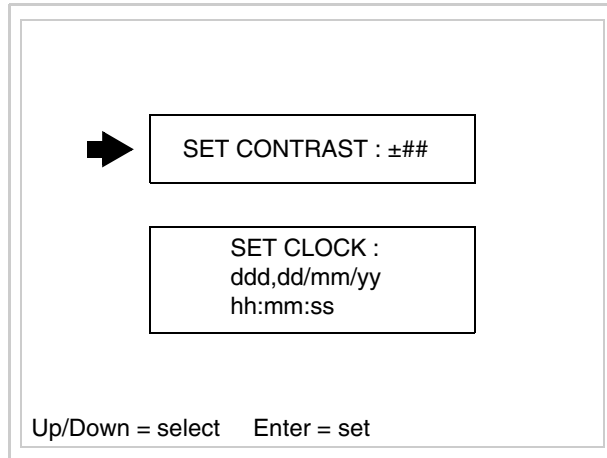 SET CONTRAST : ±##
SET CLOCK :
ddd,dd/mm/yy
hh:mm:ss
Up/Down = select Enter = set